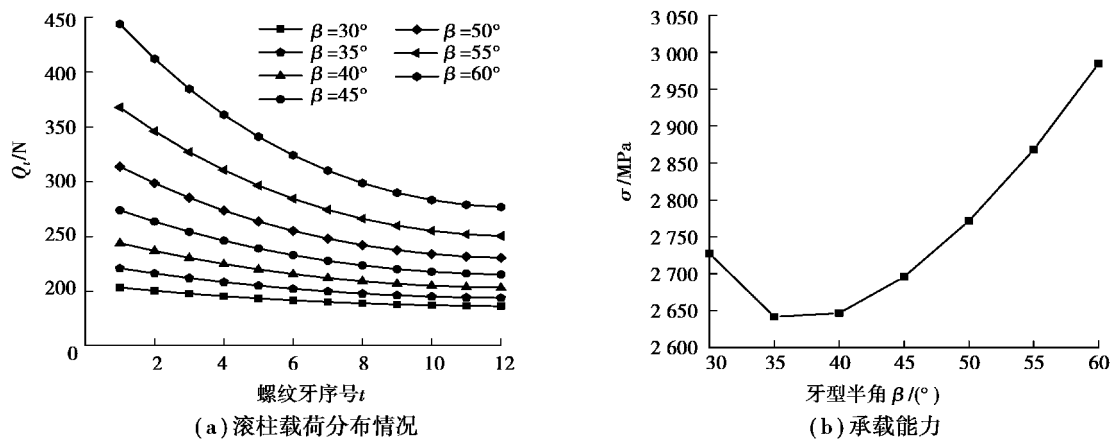 450
400
350
300
250
200
0
Qₜ/N
β=30°
β=35°
β=40°
β=45°
β=50°
β=55°
β=60°
2 4 6 8 10 12
螺纹牙序号t
(a)滚柱载荷分布情况
3 050
3 000
2 950
2 900
2 850
2 800
2 750
2 700
2 650
2 600
σ/MPa
30 35 40 45 50 55 60
牙型半角β/(°)
(b)承载能力